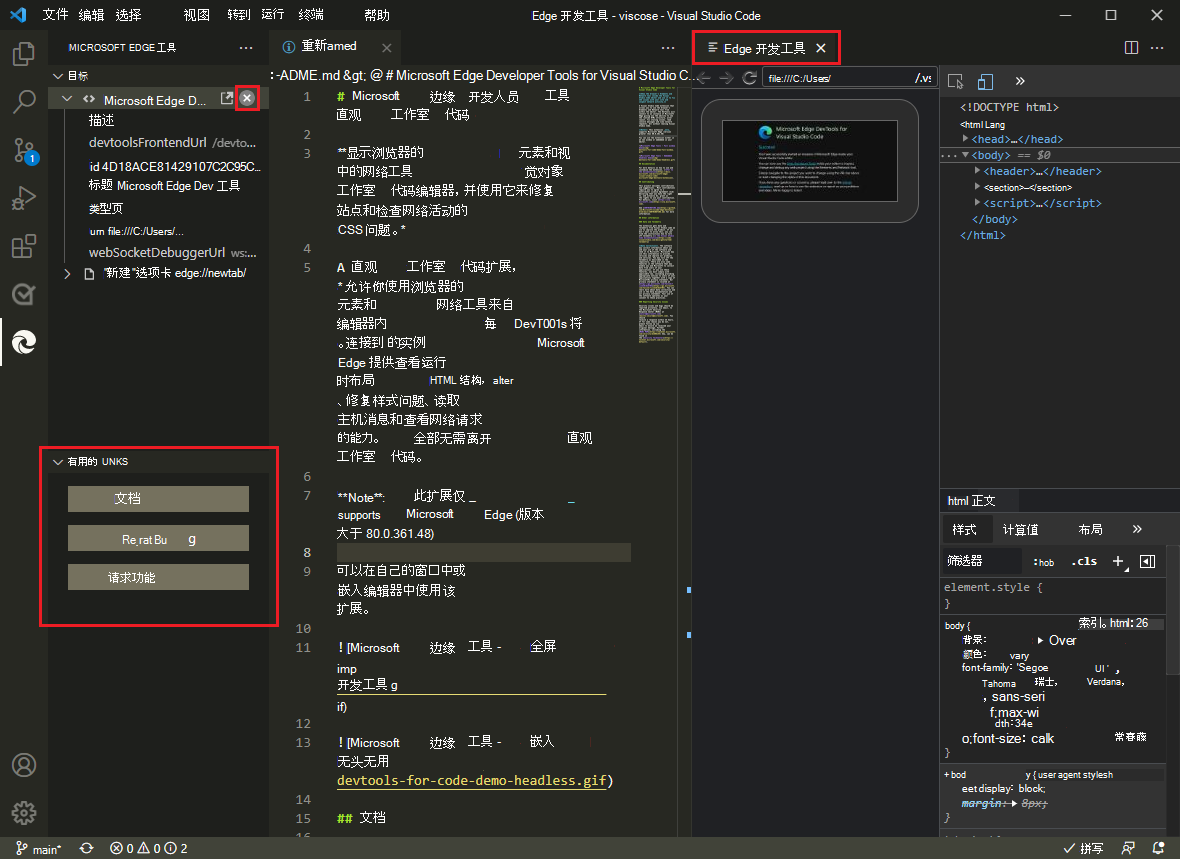 文件 编辑 选择 视图 转到 运行 终端 帮助 Edge 开发工具 - viscose - Visual Studio Code
MICROSOFT EDGE工具 ···
重新amed
Edge 开发工具
目标
Microsoft Edge D...
描述
devtoolsFrontendUrl /devto...
id 4D18ACE81429107C2C95C...
标题 Microsoft Edge Dev 工具
类型页
um file:///C:/Users/...
webSocketDebuggerUrl ws:...
"新建"选项卡 edge://newtab/
有用的 UNKS
文档
Re,rat Bu g
请求功能
:-ADME.md &gt; @ # Microsoft Edge Developer Tools for Visual Studio C...
1 # Microsoft 边缘 开发人员 工具
直观 工作室 代码
2
3 **显示浏览器的 元素和视
中的网络工具 觉对象
工作室 代码编辑器, 并使用它来修复
站点和检查网络活动的
CSS 问题。*
4
5 A 直观 工作室 代码扩展,
*允许你使用浏览器的
元素和 网络工具来自
编辑器内 每 DevT001s 将
。连接到 的实例 Microsoft
Edge 提供查看运行
时布局 HTML 结构, alter
、修复样式问题、读取
主机消息和查看网络请求
的能力。 全部无需离开 直观
工作室 代码。
6
7 **Note**: 此扩展仅 _
supports Microsoft Edge (版本
大于 80.0.361.48)
8
9 可以在自己的窗口中或
嵌入编辑器中使用该
扩展。
10
11 ! [Microsoft 边缘 工具 - 全屏
imp
开发工具 g
if)
12
13 ! [Microsoft 边缘 工具 - 嵌入
无头无用
devtools-for-code-demo-headless.gif)
14
15 ## 文档
16
file:///C:/Users/ /.vs
Microsoft Edge DevTools for
Visual Studio Code
Success
<!DOCTYPE html>
<html Lang
<head>…</head>
··· <body> == $0
<header>…</header>
<section>–</section>
<script>…</script>
</body>
</html>
html 正文
样式 计算值 布局
筛选器 :hob .cls +
element.style {
}
body { 索引。html: 26
背景: Over
颜色: vary
font-family: 'Segoe UI ' ,
Tahoma 瑞士, Verdana,
, sans-seri
f;max-wi
dth:34e
o;font-size: calk 常春藤
}
+ bod y { user agent stylesh
eet display: block;
margin: 8px;
}
main* 0 0 2
拼写
1